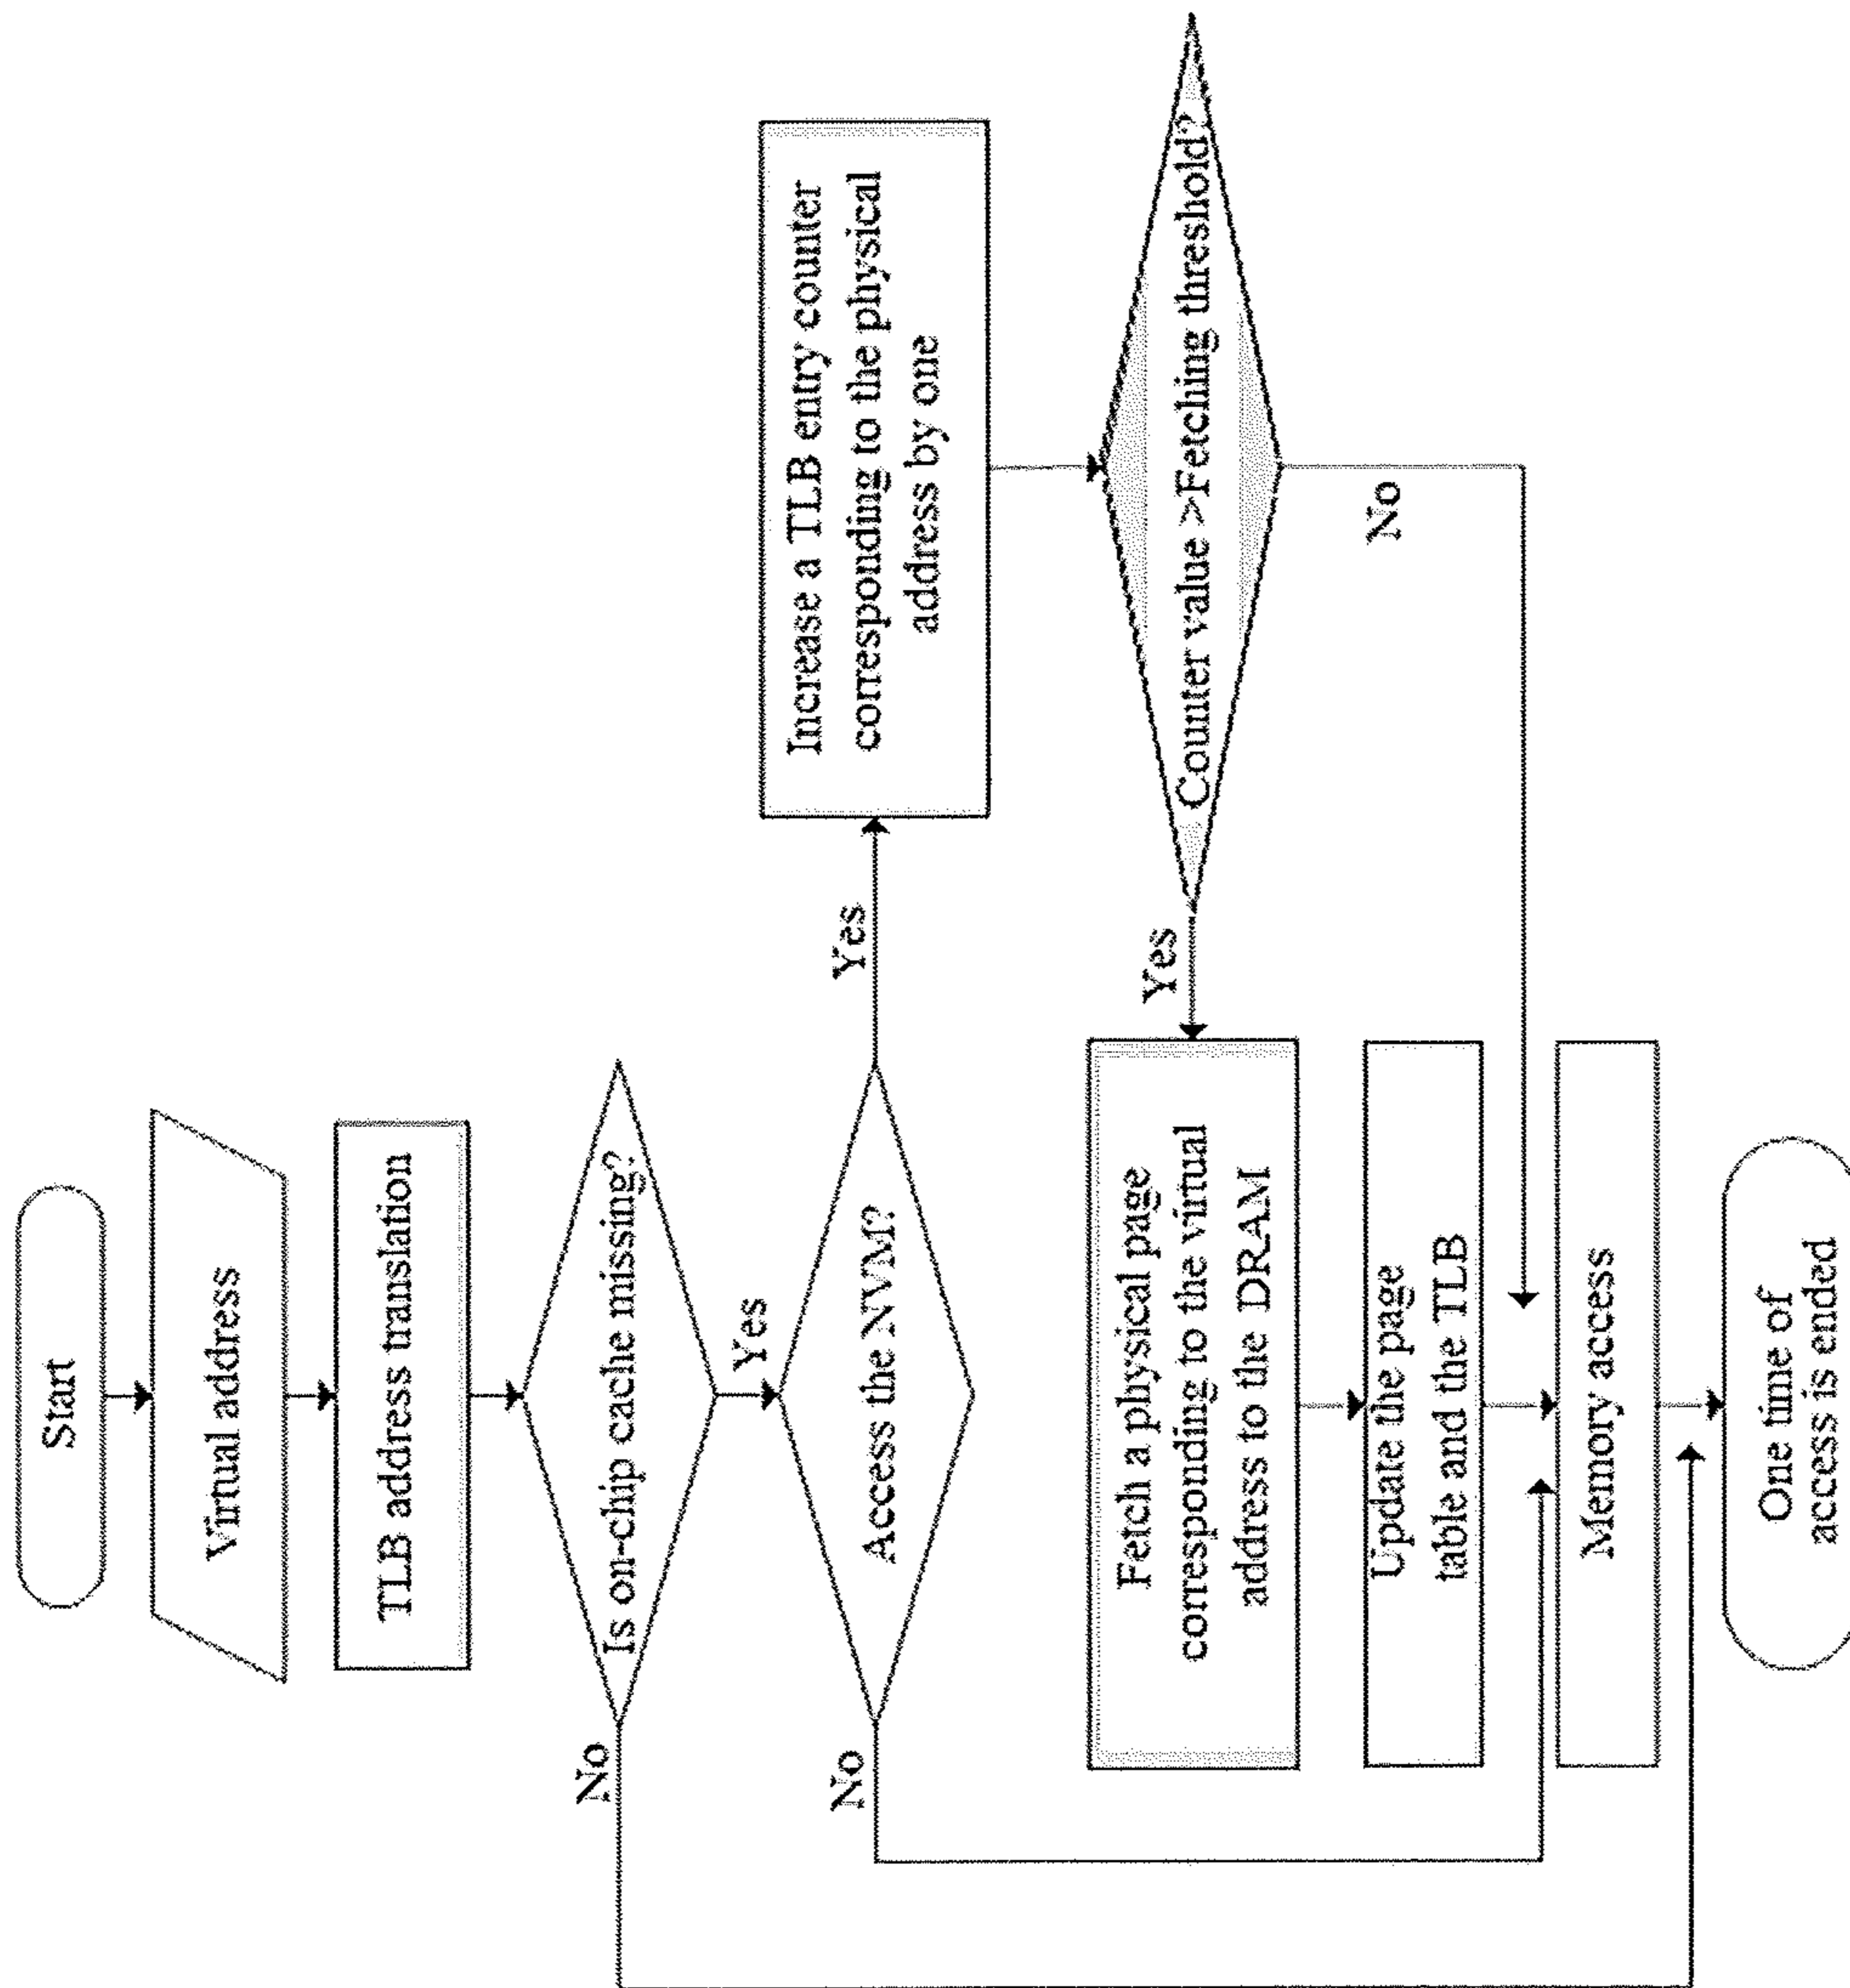 Start
Virtual address
TLB address translation
Is on-chip cache missing?
No
Yes
Access the NVM?
No
Yes
Increase a TLB entry counter
corresponding to the physical
address by one
Counter value >Fetching threshold?
Yes
No
Fetch a physical page
corresponding to the virtual
address to the DRAM
Update the page
table and the TLB
Memory access
One time of
access is ended